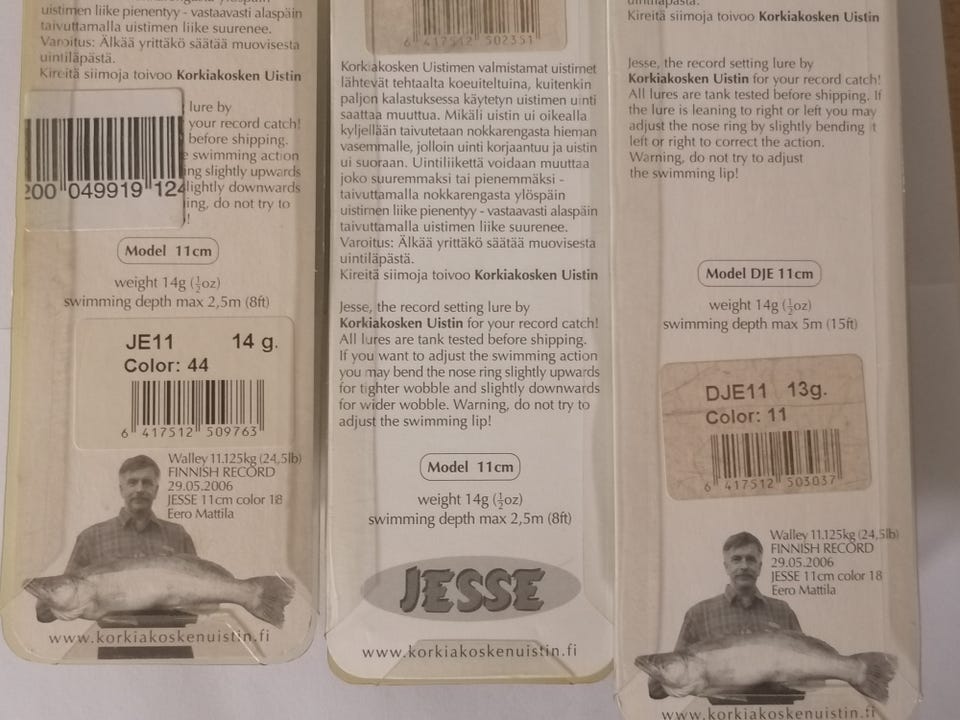 uistimen liike pienentyy - vastaavasti alaspäin
taivuttamalla uistimen liike suurenee.
Varoitus: Älkää yrittäkö säätää muovisesta
uintiläpästä.
Kireitä siimoja toivoo Korkiakosken Uistin
lure by
your record catch!
before shipping.
swimming action
ing slightly upwards
slightly downwards
ing, do not try to
!
200 049919 124
Model 11cm
weight 14g (½oz)
swimming depth max 2,5m (8ft)
JE11 14 g.
Color: 44
6 417512 509763
Walley 11.125kg (24,5lb)
FINNISH RECORD
29.05.2006
JESSE 11cm color 18
Eero Mattila
www.korkiakoskenuistin.fi
6 417512 502351
Korkiakosken Uistimen valmistamat uistimet
lähtevät tehtaalta koeuiteltuina, kuitenkin
paljon kalastuksessa käytetyn uistimen uinti
saattaa muuttua. Mikäli uistin ui oikealla
kyljellään taivutetaan nokkarengasta hieman
vasemmalle, jolloin uinti korjaantuu ja uistin
ui suoraan. Uintiliikettä voidaan muuttaa
joko suuremmaksi tai pienemmäksi -
taivuttamalla nokkarengasta ylöspäin
uistimen liike pienentyy - vastaavasti alaspäin
taivuttamalla uistimen liike suurenee.
Varoitus: Älkää yrittäkö säätää muovisesta
uintiläpästä.
Kireitä siimoja toivoo Korkiakosken Uistin
Jesse, the record setting lure by
Korkiakosken Uistin for your record catch!
All lures are tank tested before shipping.
If you want to adjust the swimming action
you may bend the nose ring slightly upwards
for tighter wobble and slightly downwards
for wider wobble. Warning, do not try to
adjust the swimming lip!
Model 11cm
weight 14g (½oz)
swimming depth max 2,5m (8ft)
JESSE
www.korkiakoskenuistin.fi
uintiläpästä.
Kireitä siimoja toivoo Korkiakosken Uistin
Jesse, the record setting lure by
Korkiakosken Uistin for your record catch!
All lures are tank tested before shipping. If
the lure is leaning to right or left you may
adjust the nose ring by slightly bending it
left or right to correct the action.
Warning, do not try to adjust
the swimming lip!
Model DJE 11cm
weight 14g (½oz)
swimming depth max 5m (15ft)
DJE11 13g.
Color: 11
6 417512 503037
Walley 11.125kg (24,5lb)
FINNISH RECORD
29.05.2006
JESSE 11cm color 18
Eero Mattila
www.korkiakoskenuistin.fi